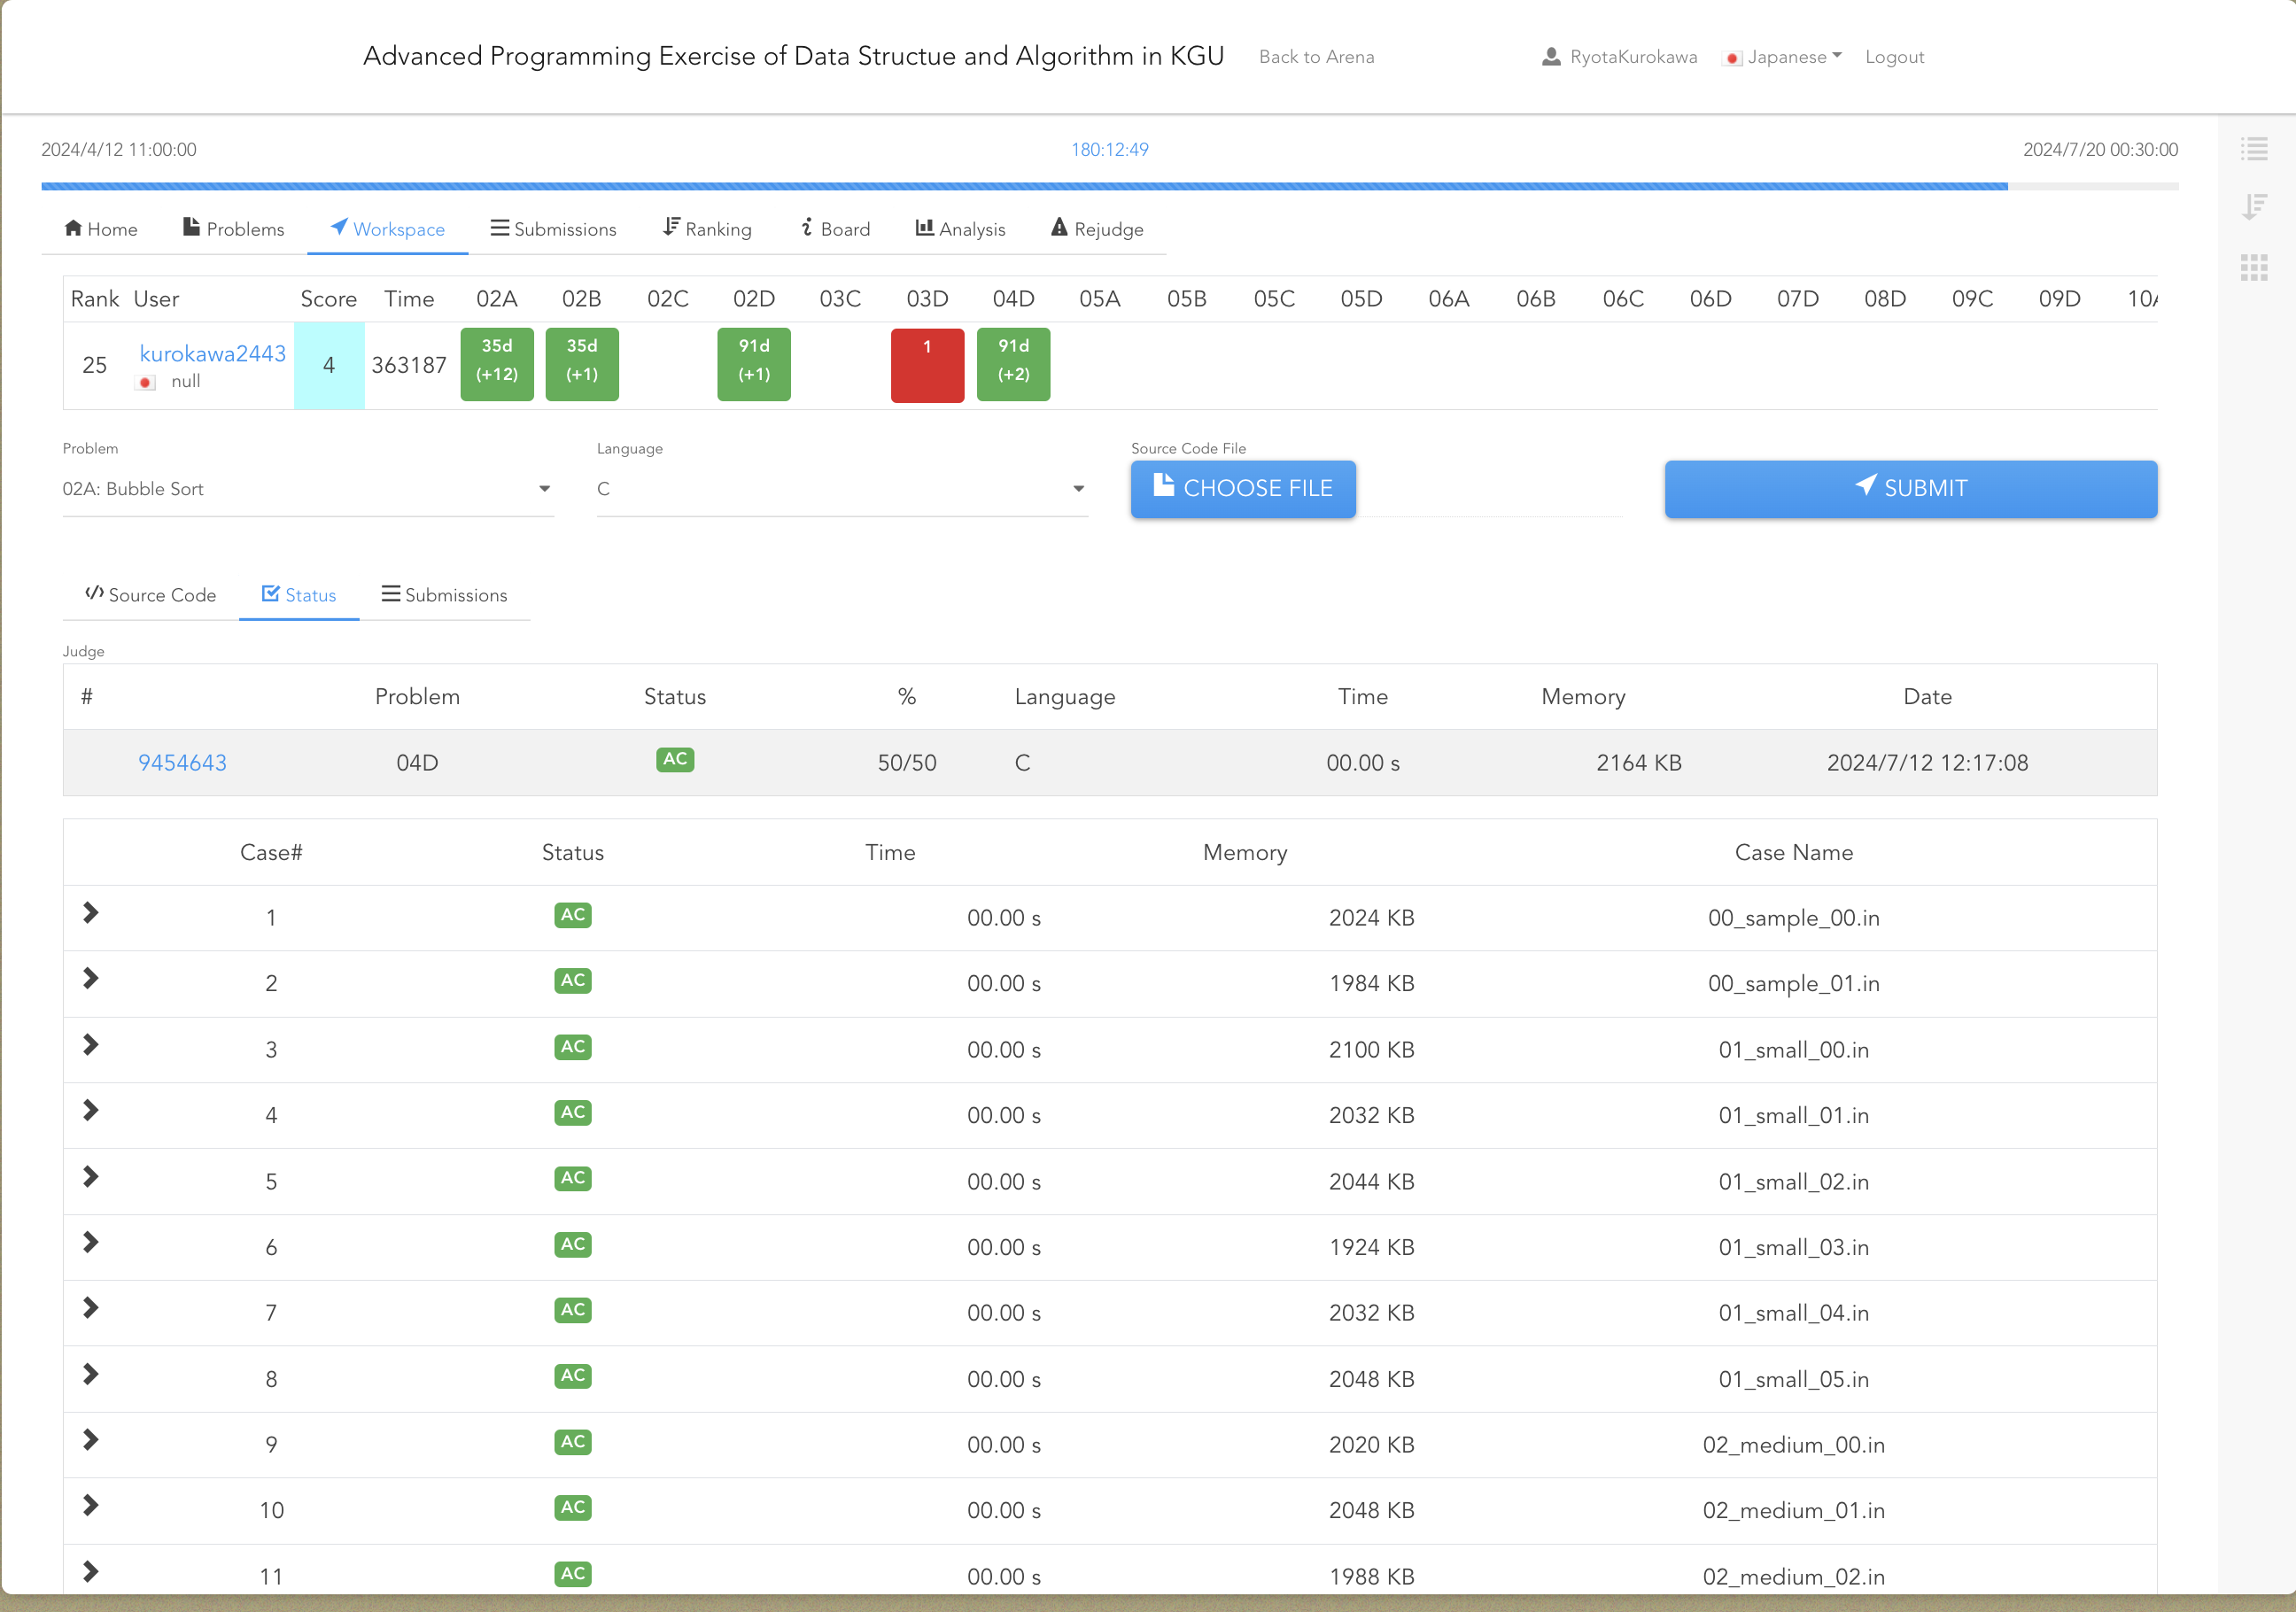 Advanced Programming Exercise of Data Structue and Algorithm in KGU Back to Arena RyotaKurokawa Japanese Logout
2024/4/12 11:00:00 180:12:49 2024/7/20 00:30:00
Home Problems Workspace Submissions Ranking Board Analysis Rejudge
Rank User Score Time 02A 02B 02C 02D 03C 03D 04D 05A 05B 05C 05D 06A 06B 06C 06D 07D 08D 09C 09D 10A
25 kurokawa2443 null 4 363187 35d (+12) 35d (+1) 91d (+1) 1 91d (+2)
Problem Language Source Code File
02A: Bubble Sort C CHOOSE FILE SUBMIT
Source Code Status Submissions
Judge
# Problem Status % Language Time Memory Date
9454643 04D AC 50/50 C 00.00 s 2164 KB 2024/7/12 12:17:08
Case# Status Time Memory Case Name
1 AC 00.00 s 2024 KB 00_sample_00.in
2 AC 00.00 s 1984 KB 00_sample_01.in
3 AC 00.00 s 2100 KB 01_small_00.in
4 AC 00.00 s 2032 KB 01_small_01.in
5 AC 00.00 s 2044 KB 01_small_02.in
6 AC 00.00 s 1924 KB 01_small_03.in
7 AC 00.00 s 2032 KB 01_small_04.in
8 AC 00.00 s 2048 KB 01_small_05.in
9 AC 00.00 s 2020 KB 02_medium_00.in
10 AC 00.00 s 2048 KB 02_medium_01.in
11 AC 00.00 s 1988 KB 02_medium_02.in